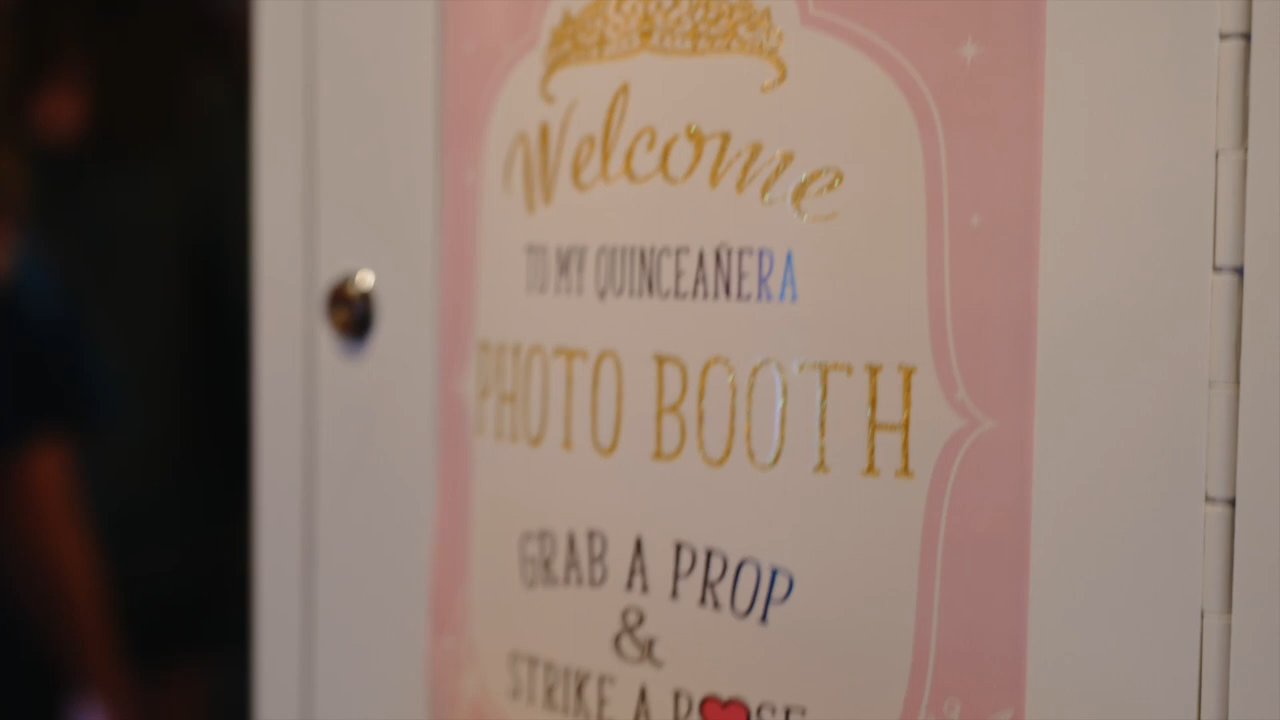 Welcome
TO MY QUINCEAÑERA
PHOTO BOOTH
GRAB A PROP
&
STRIKE A P❤SE